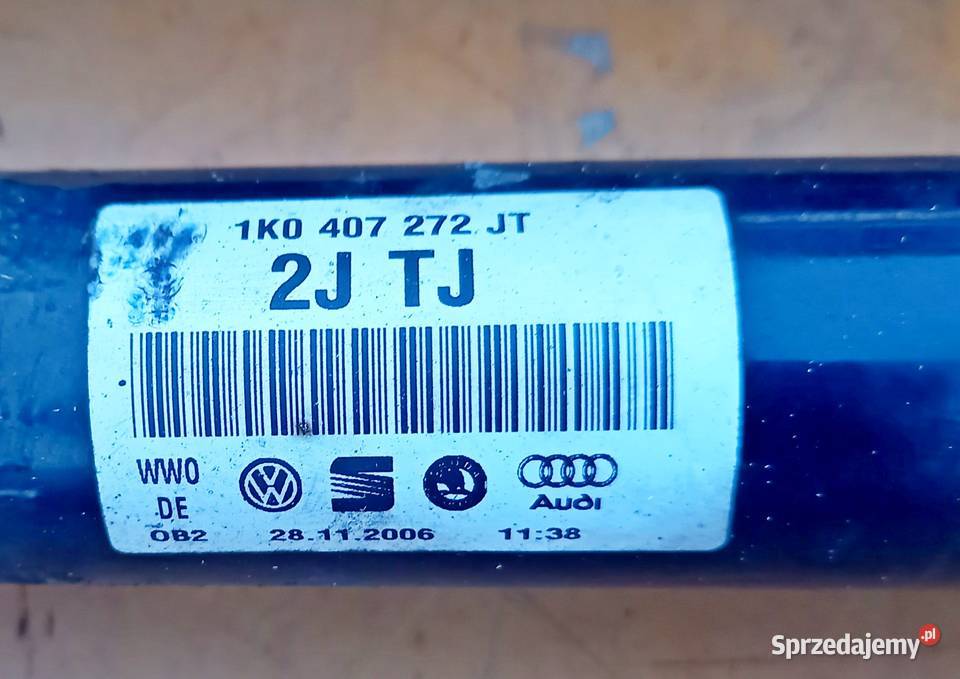 1K0 407 272 JT
2J TJ
WWO
DE
OB2
28.11.2006 11:38
Audi
Sprzedajemy.pl